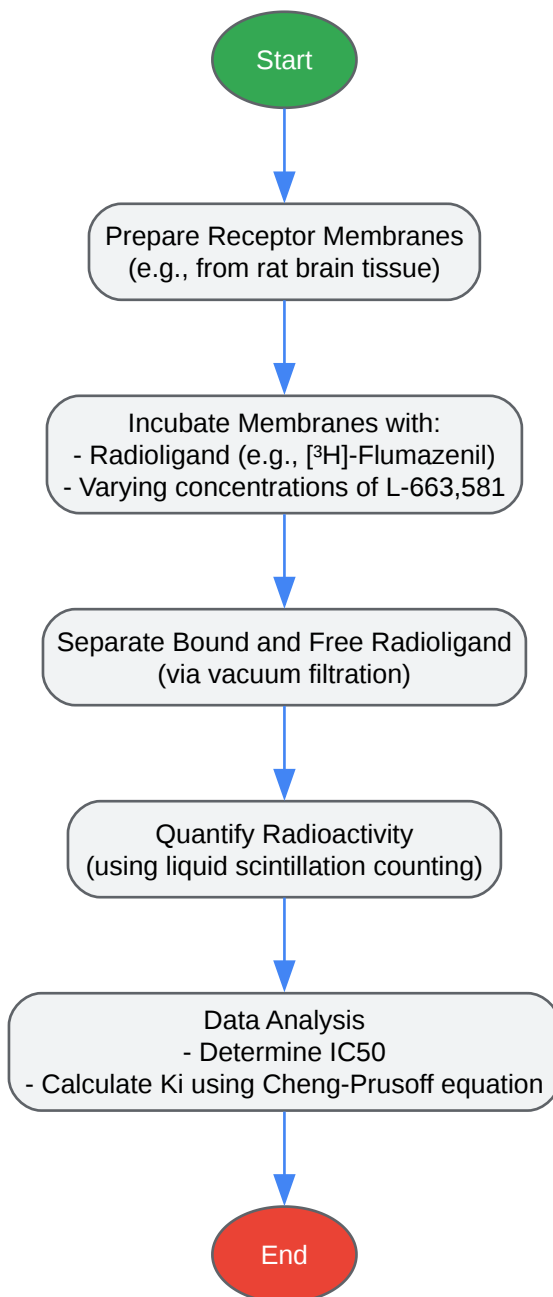 Start
Prepare Receptor Membranes
(e.g., from rat brain tissue)
Incubate Membranes with:
- Radioligand (e.g., [³H]-Flumazenil)
- Varying concentrations of L-663,581
Separate Bound and Free Radioligand
(via vacuum filtration)
Quantify Radioactivity
(using liquid scintillation counting)
Data Analysis
- Determine IC50
- Calculate Ki using Cheng-Prusoff equation
End